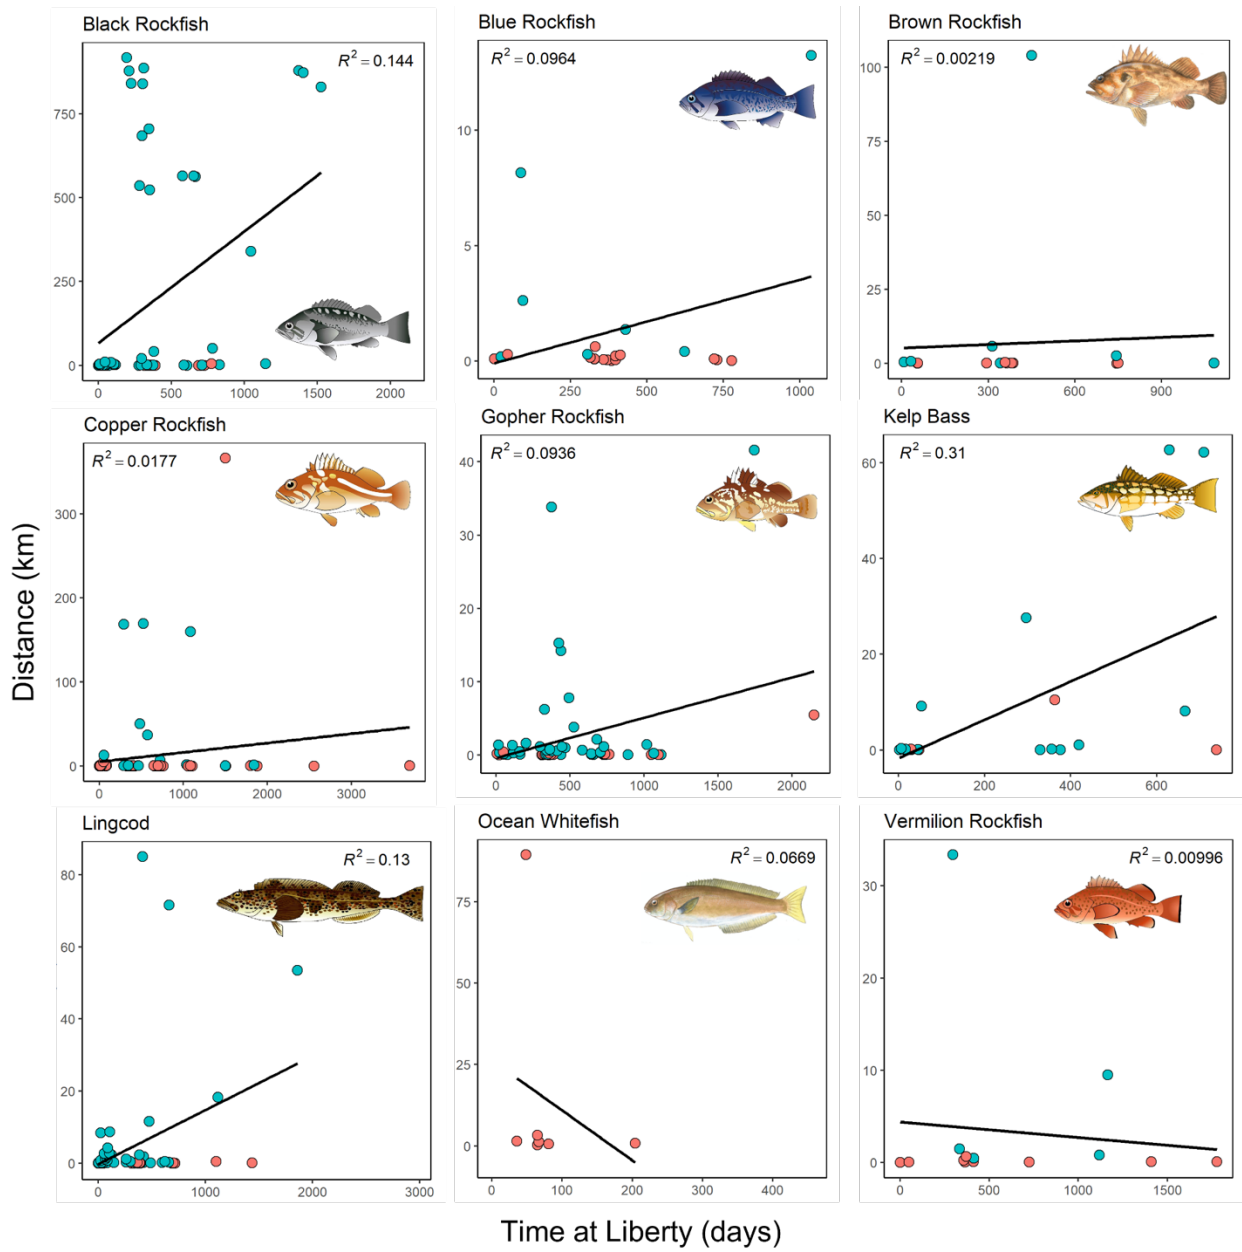 Black Rockfish
Blue Rockfish
Brown Rockfish
R² = 0.144
R² = 0.0964
R² = 0.00219
750
500
250
0
10
5
0
100
75
50
25
0
0 500 1000 1500 2000
0 250 500 750 1000
0 300 600 900
Copper Rockfish
Gopher Rockfish
Kelp Bass
R² = 0.0177
R² = 0.0936
R² = 0.31
300
200
100
0
40
30
20
10
0
60
40
20
0
0 1000 2000 3000
0 500 1000 1500 2000
0 200 400 600
Distance (km)
Lingcod
Ocean Whitefish
Vermilion Rockfish
R² = 0.13
R² = 0.0669
R² = 0.00996
80
60
40
20
0
75
50
25
0
30
20
10
0
0 1000 2000 3000
0 100 200 300 400
0 500 1000 1500
Time at Liberty (days)